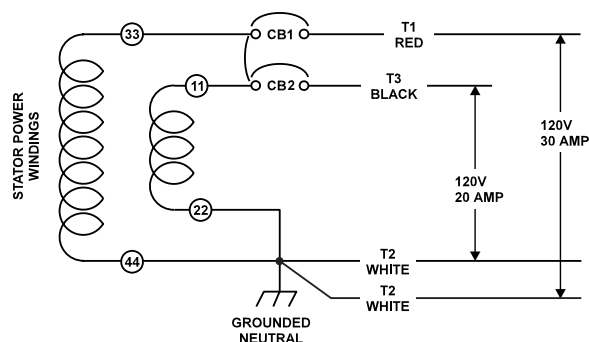 33
CB1
T1
RED
11
CB2
T3
BLACK
STATOR POWER
WINDINGS
120V
30 AMP
120V
20 AMP
22
44
T2
WHITE
T2
WHITE
GROUNDED
NEUTRAL